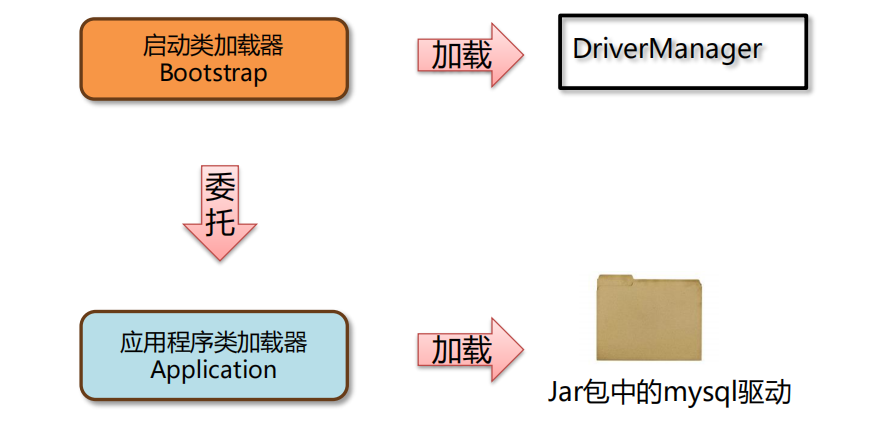 启动类加载器
Bootstrap
加载
DriverManager
委
托
应用程序类加载器
Application
加载
Jar包中的mysql驱动